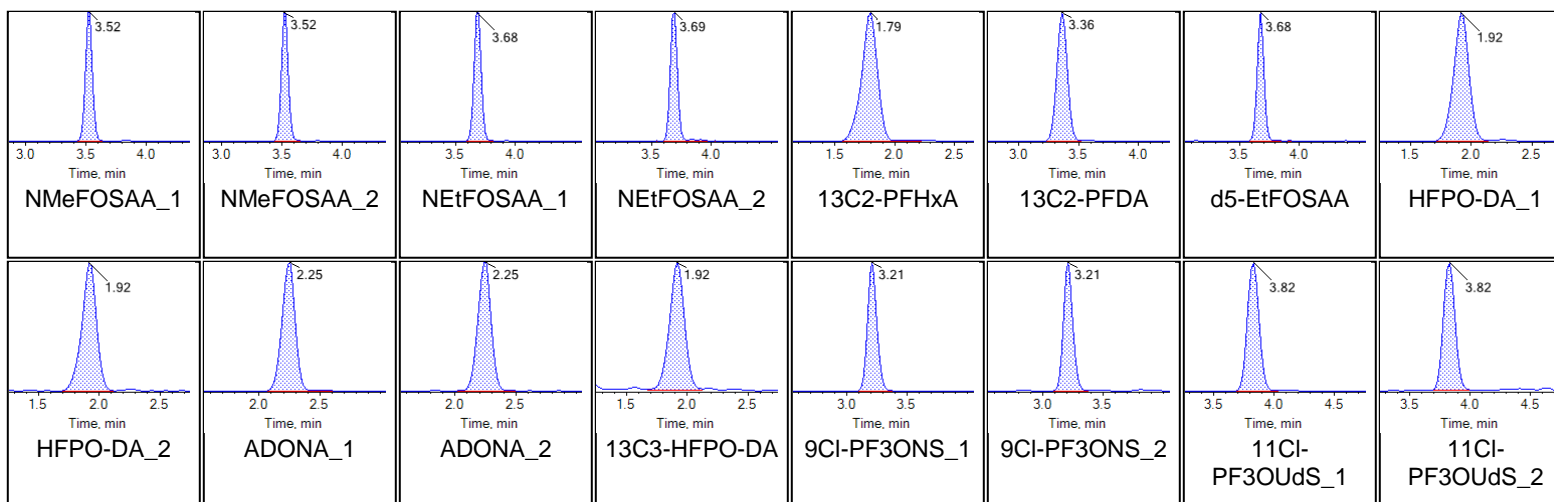 3.52 3.52 3.68 3.69 1.79 3.36 3.68 1.92
3.0 3.5 4.0 3.0 3.5 4.0 3.5 4.0 3.5 4.0 1.5 2.0 2.5 3.0 3.5 4.0 3.5 4.0 1.5 2.0 2.5
Time, min Time, min Time, min Time, min Time, min Time, min Time, min Time, min
NMeFOSAA_1 NMeFOSAA_2 NEtFOSAA_1 NEtFOSAA_2 13C2-PFHxA 13C2-PFDA d5-EtFOSAA HFPO-DA_1
1.92 2.25 2.25 1.92 3.21 3.21 3.82 3.82
1.5 2.0 2.5 2.0 2.5 2.0 2.5 1.5 2.0 2.5 3.0 3.5 3.0 3.5 3.5 4.0 4.5 3.5 4.0 4.5
Time, min Time, min Time, min Time, min Time, min Time, min Time, min Time, min
HFPO-DA_2 ADONA_1 ADONA_2 13C3-HFPO-DA 9Cl-PF3ONS_1 9Cl-PF3ONS_2 11Cl- 11Cl-
PF3OUdS_1 PF3OUdS_2